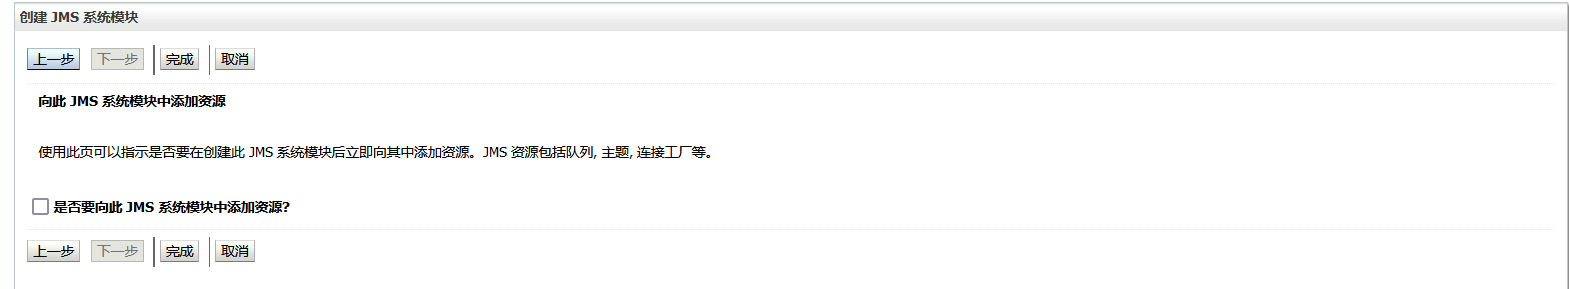 创建 JMS 系统模块
上一步 下一步 完成 取消
向此 JMS 系统模块中添加资源
使用此页可以指示是否要在创建此 JMS 系统模块后立即向其中添加资源。JMS 资源包括队列, 主题, 连接工厂等。
是否要向此 JMS 系统模块中添加资源?
上一步 下一步 完成 取消